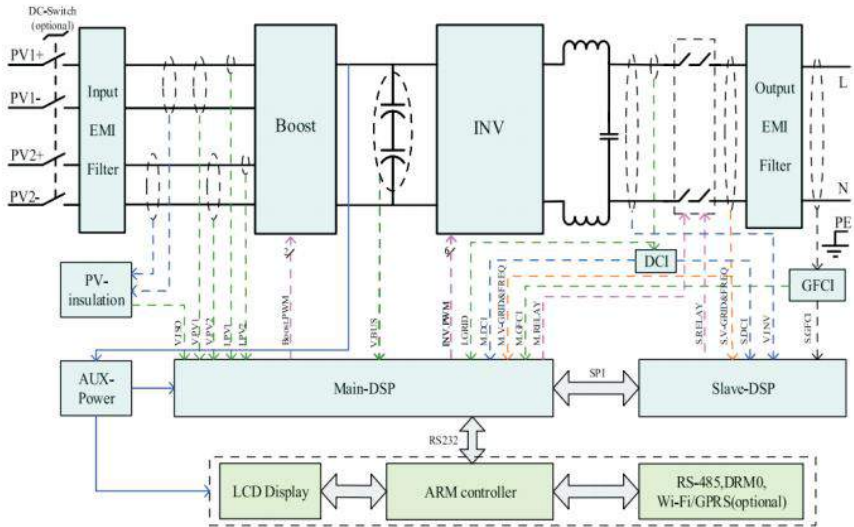 DC-Switch
(optional)
PV1+
PV1-
PV2+
PV2-
Input
EMI
Filter
Boost
INV
Output
EMI
Filter
L
N
PE
PV-
insulation
DCI
GFCI
V.ISO
V.PV1
V.PV2
I.PV1
I.PV2
2
Boost.PWM
V.BUS
6
INV.PWM
I.GRID
M.DCI
M.V-GRID&FREQ
M.GFCI
M.RELAY
S.RELAY
S.V-GRID&FREQ
S.DCI
V.INV
S.GFCI
AUX-
Power
Main-DSP
SPI
Slave-DSP
RS232
LCD Display
ARM controller
RS-485,DRM0,
Wi-Fi/GPRS(optional)